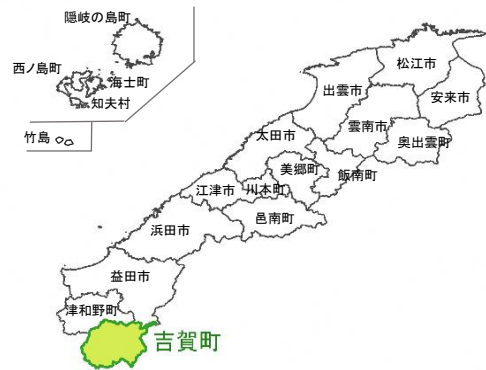 隠岐の島町
西ノ島町
海士町
知夫村
竹島
松江市
出雲市
安来市
雲南市
奥出雲町
太田市
美郷町
飯南町
江津市
川本町
邑南町
浜田市
益田市
津和野町
吉賀町